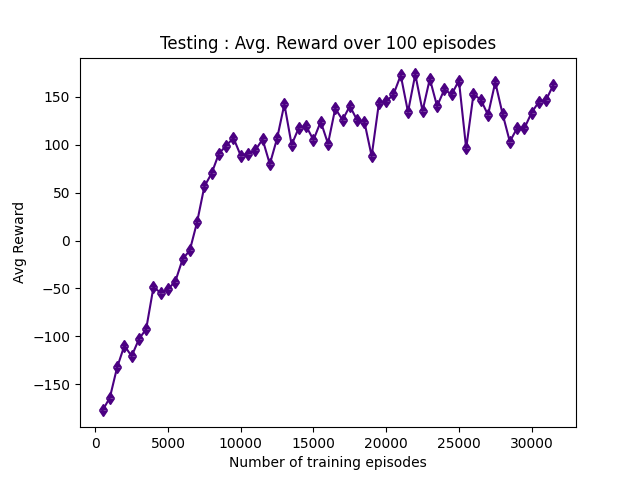 Testing : Avg. Reward over 100 episodes
150
100
50
0
−50
−100
−150
Avg Reward
0 5000 10000 15000 20000 25000 30000
Number of training episodes